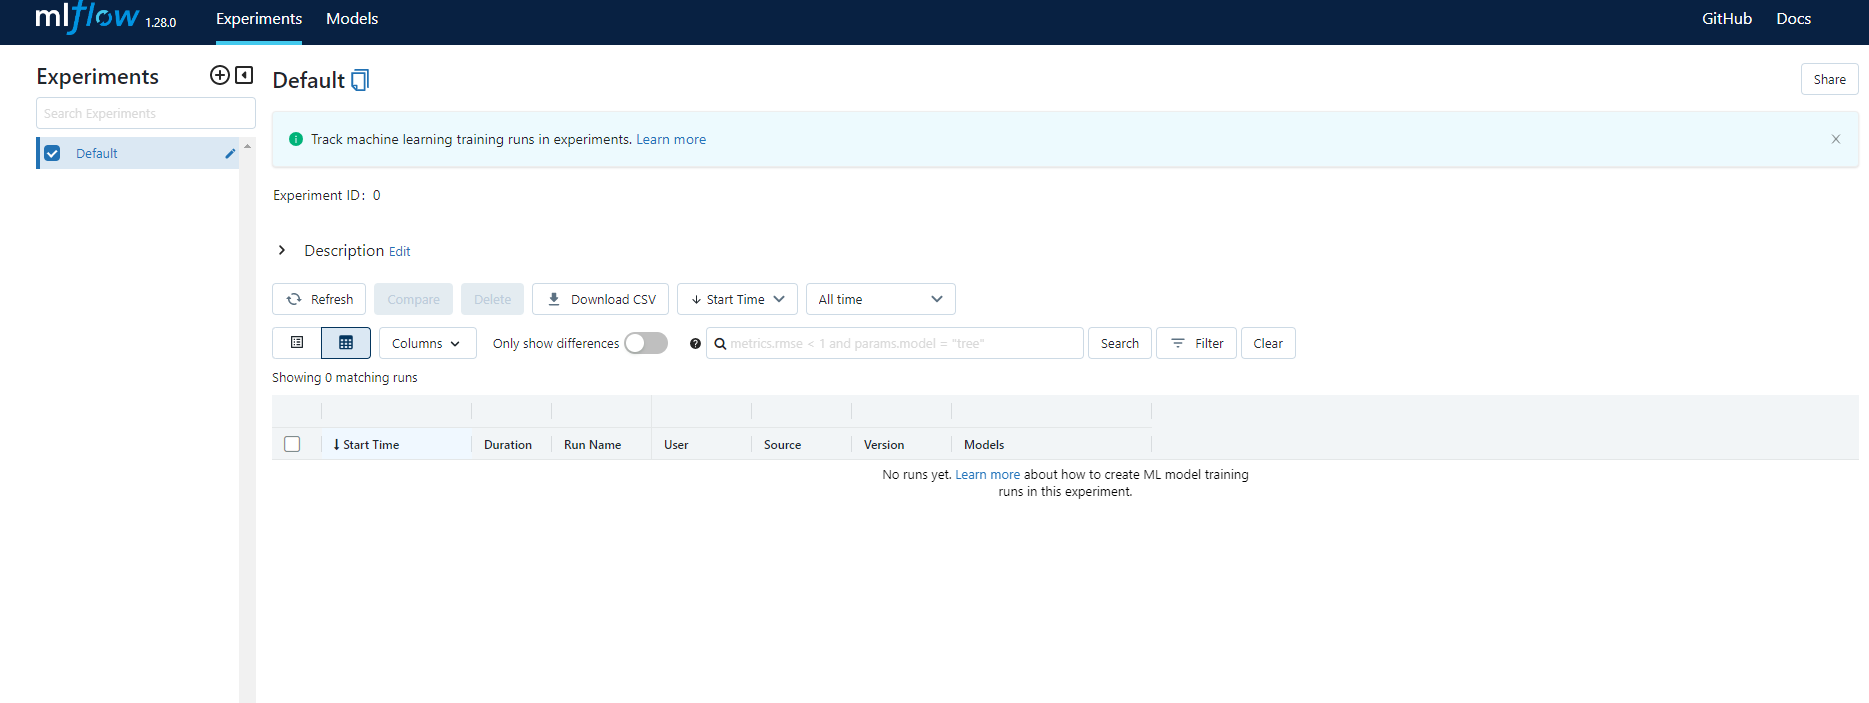 mlflow 1.28.0 Experiments Models GitHub Docs
Experiments
Search Experiments
Default
Default
Share
Track machine learning training runs in experiments. Learn more
Experiment ID: 0
Description Edit
Refresh Compare Delete Download CSV Start Time All time
Columns Only show differences metrics.rmse < 1 and params.model = "tree" Search Filter Clear
Showing 0 matching runs
Start Time Duration Run Name User Source Version Models
No runs yet. Learn more about how to create ML model training
runs in this experiment.